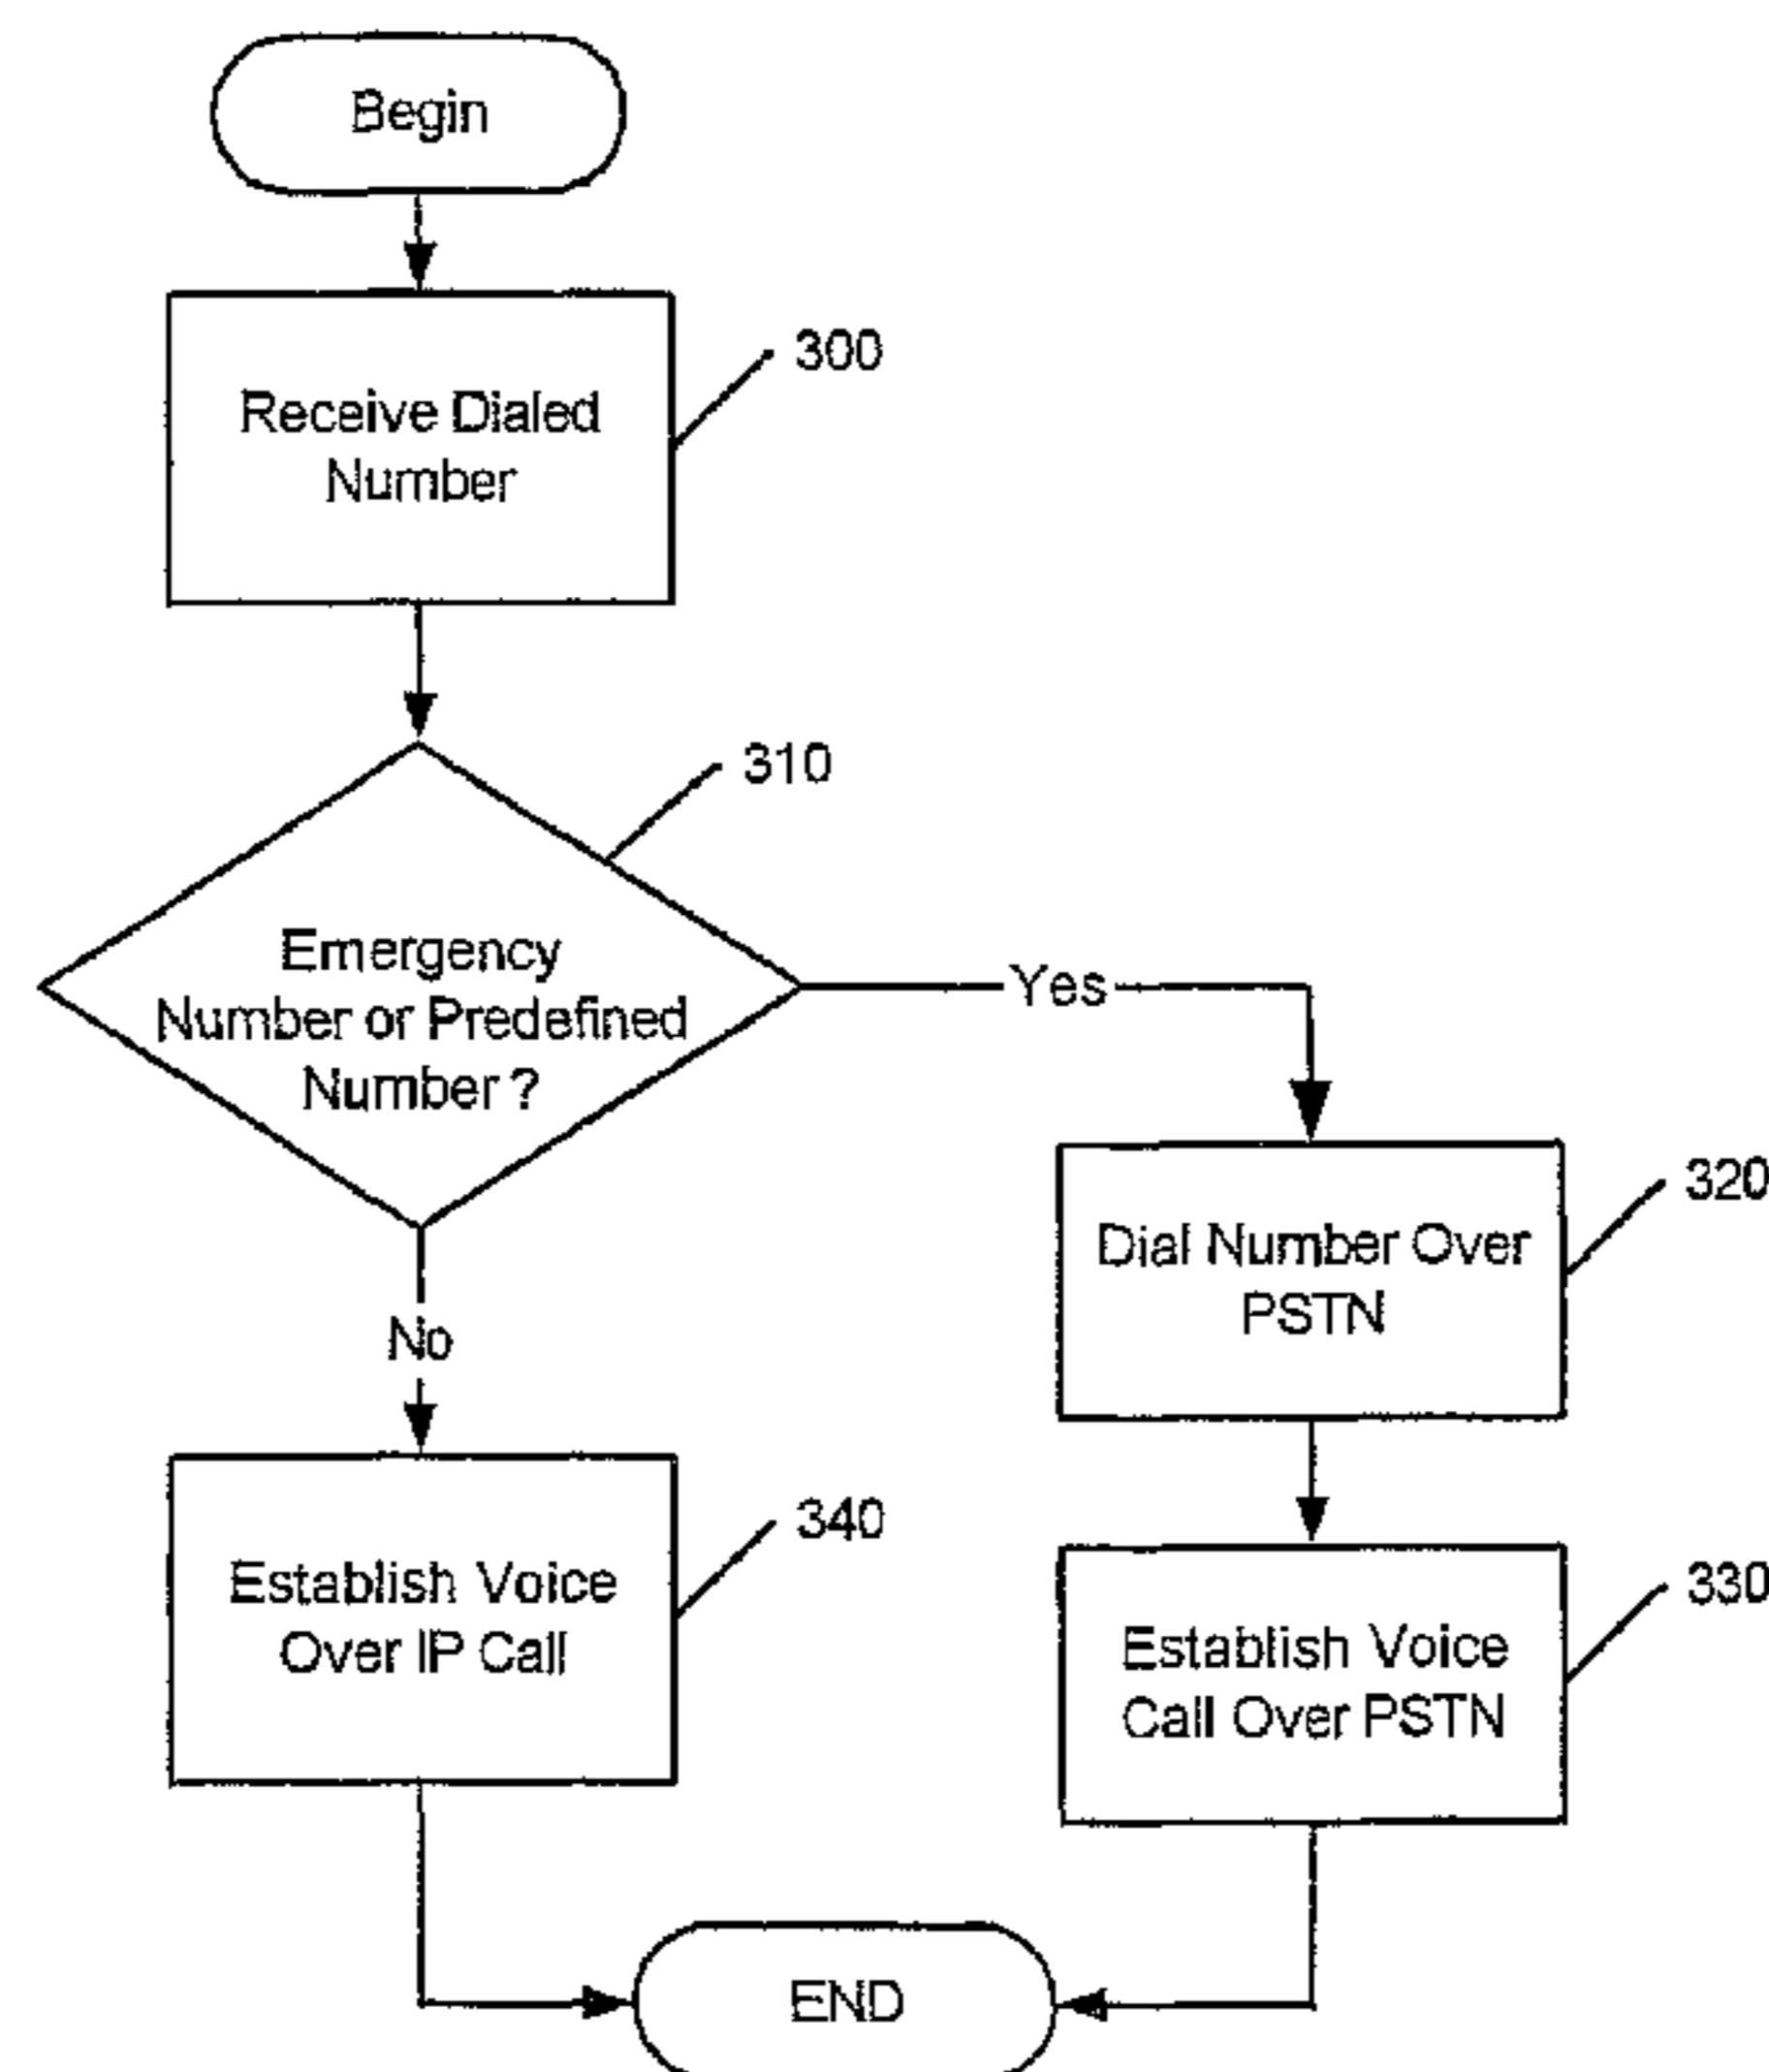 Begin
300
Receive Dialed
Number
310
Emergency
Number or Predefined
Number ?
Yes
320
Dial Number Over
PSTN
No
340
Establish Voice
Over IP Call
330
Establish Voice
Call Over PSTN
END